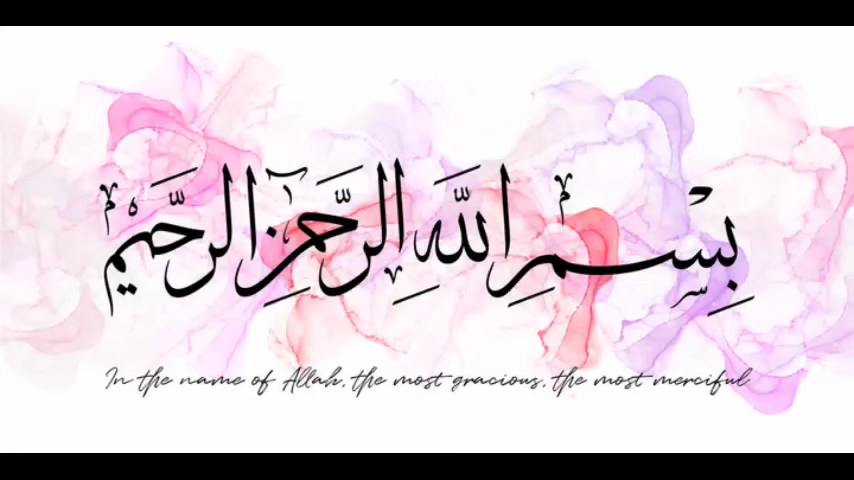 بِسْمِ اللَّهِ الرَّحْمَٰنِ الرَّحِيمِ
In the name of Allah, the most gracious, the most merciful